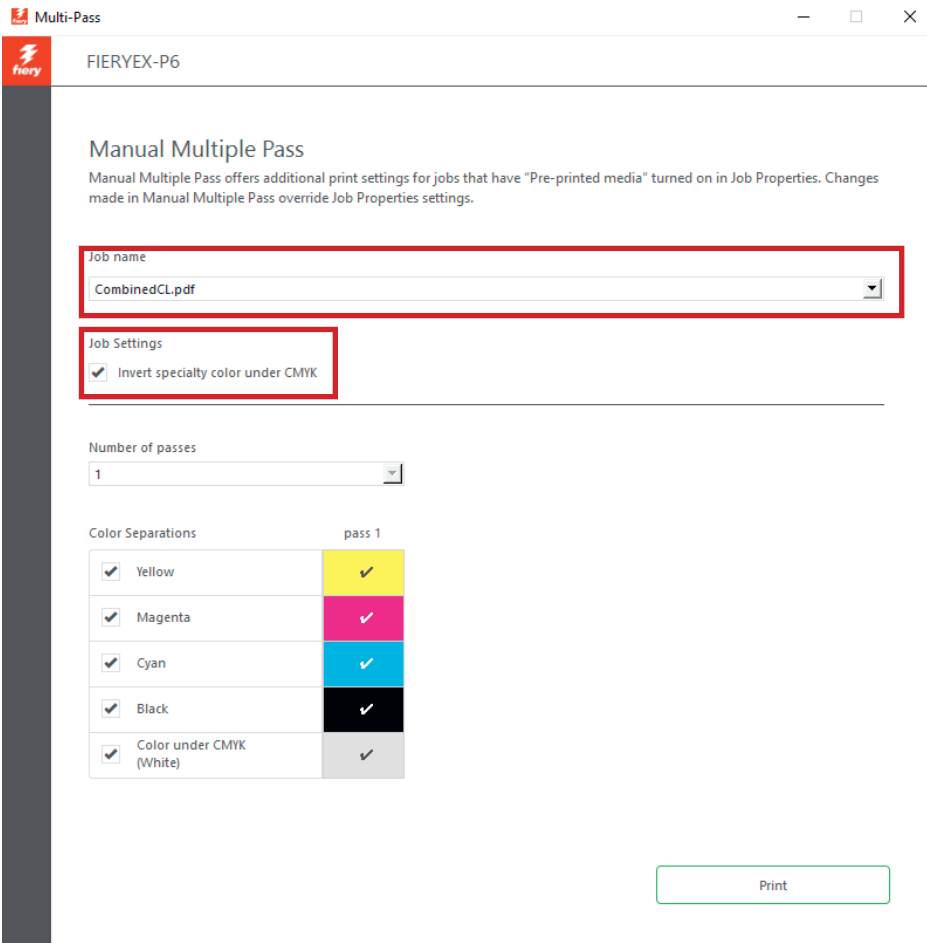 Multi-Pass
fiery
FIERYEX-P6
Manual Multiple Pass
Manual Multiple Pass offers additional print settings for jobs that have “Pre-printed media” turned on in Job Properties. Changes
made in Manual Multiple Pass override Job Properties settings.
Job name
CombinedCL.pdf
Job Settings
Invert specialty color under CMYK
Number of passes
1
Color Separations pass 1
Yellow
Magenta
Cyan
Black
Color under CMYK
(White)
Print